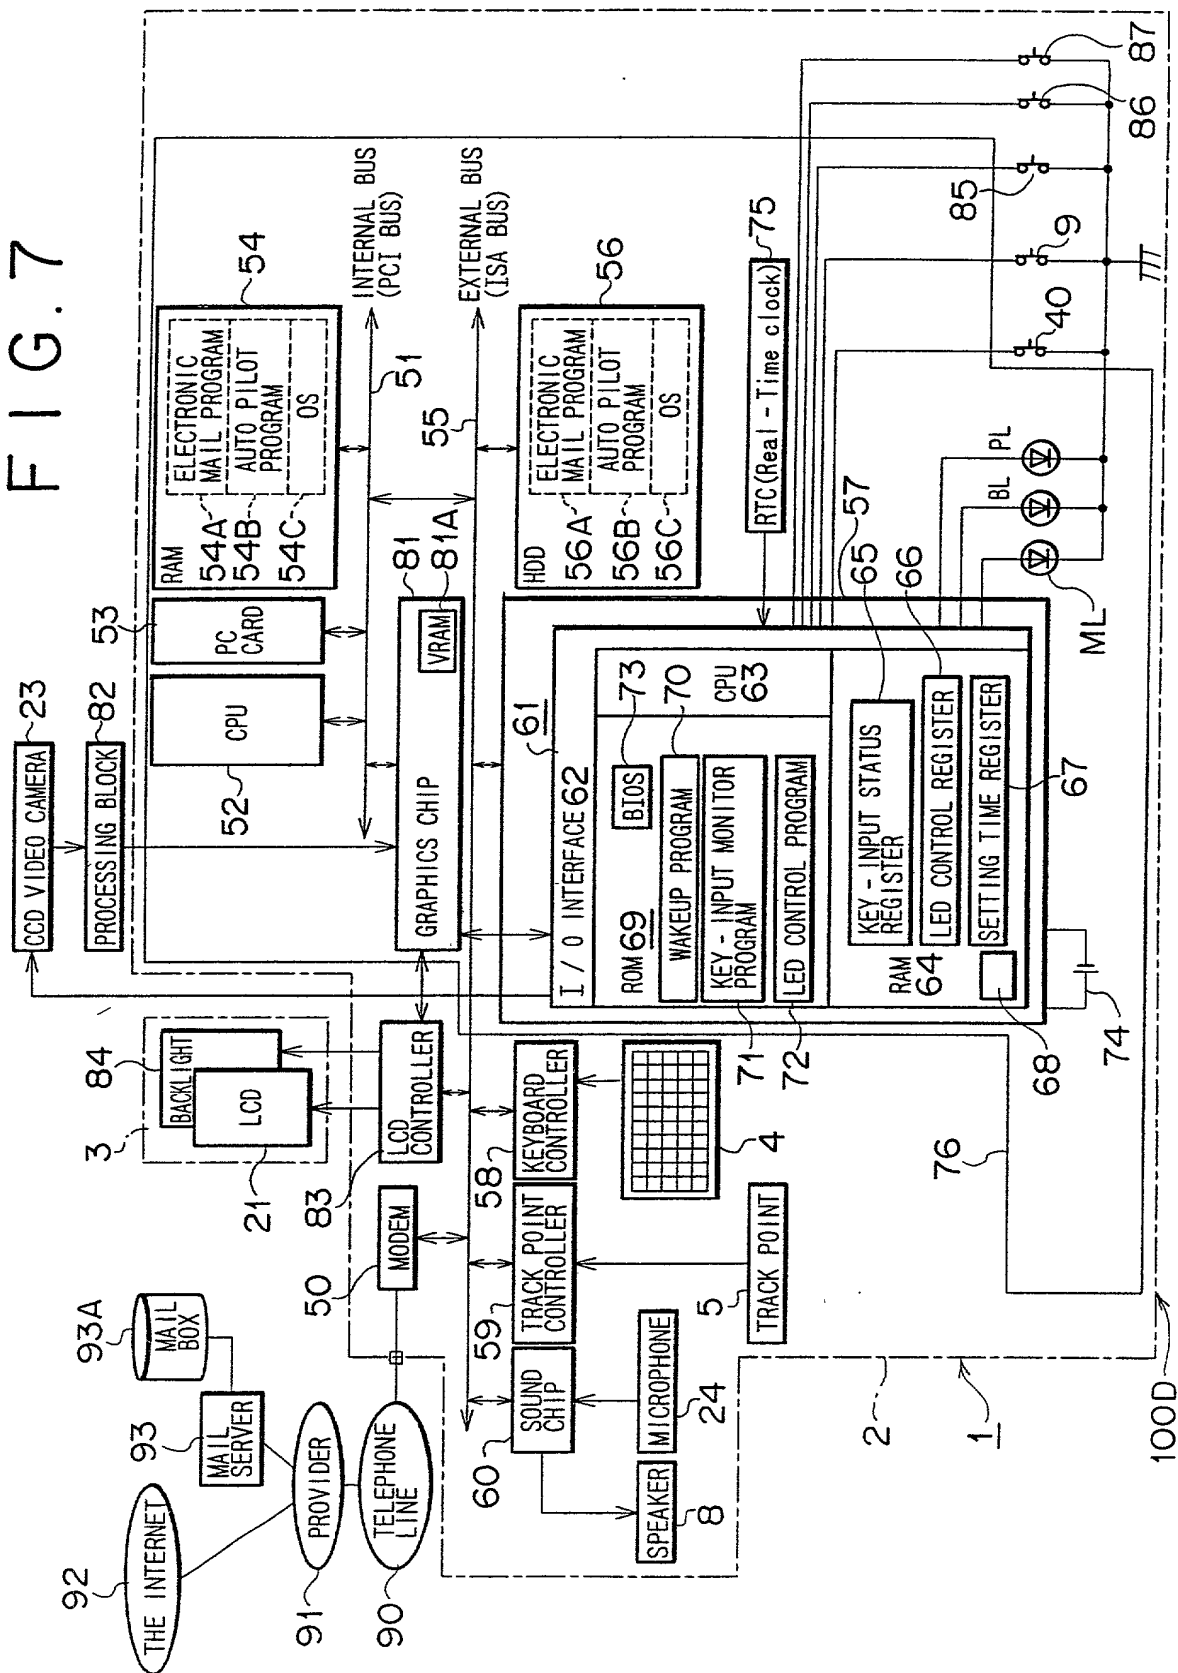 FIG. 7
92
THE INTERNET
93A
MAIL
BOX
93
MAIL
SERVER
91
PROVIDER
90
TELEPHONE
LINE
3
84
BACKLIGHT
LCD
21
83
LCD
CONTROLLER
50
MODEM
CCD VIDEO CAMERA
23
PROCESSING BLOCK
82
52
CPU
53
PC
CARD
RAM
54
54A
ELECTRONIC
MAIL PROGRAM
54B
AUTO PILOT
PROGRAM
54C
OS
INTERNAL BUS
(PCI BUS)
51
GRAPHICS CHIP
81
VRAM
81A
EXTERNAL BUS
(ISA BUS)
55
HDD
56
56A
ELECTRONIC
MAIL PROGRAM
56B
AUTO PILOT
PROGRAM
56C
OS
60
SOUND
CHIP
59
TRACK POINT
CONTROLLER
58
KEYBOARD
CONTROLLER
SPEAKER
8
MICROPHONE
24
5
TRACK POINT
4
61
I/O INTERFACE 62
ROM 69
BIOS
73
WAKEUP PROGRAM
70
KEY-INPUT MONITOR
PROGRAM
71
LED CONTROL PROGRAM
72
CPU
63
RAM
64
KEY-INPUT STATUS
REGISTER
65
LED CONTROL REGISTER
66
SETTING TIME REGISTER
67
68
57
74
76
RTC(Real-Time clock)
75
ML
BL
PL
40
9
85
86
87
2
1
100D